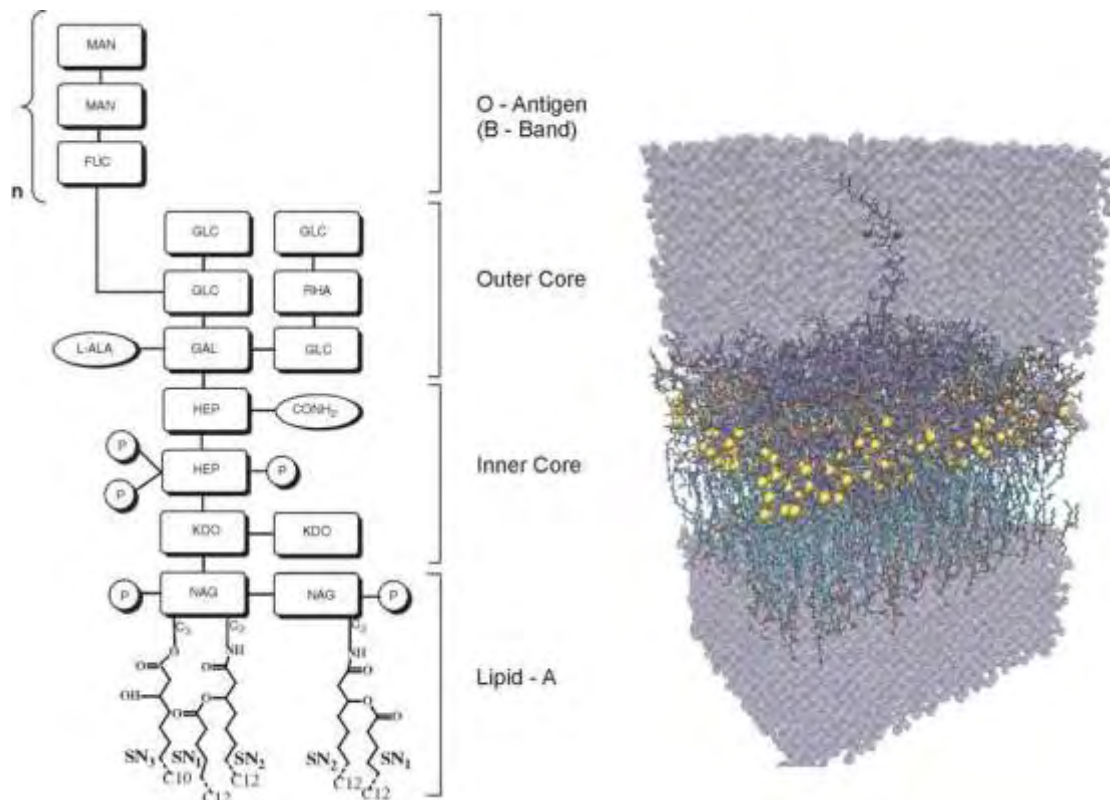 MAN
MAN
FUC
n
O - Antigen
(B - Band)
GLC GLC
GLC RHA
Outer Core
L-ALA GAL GLC
HEP CONH2
P
HEP P
P
Inner Core
KDO KDO
P NAG NAG P
C3 C2 C2
O NH NH
O O O
OH O O
O O
Lipid - A
SN3 SN1 SN2 SN2 SN1
C10 C12 C12
C12 C12